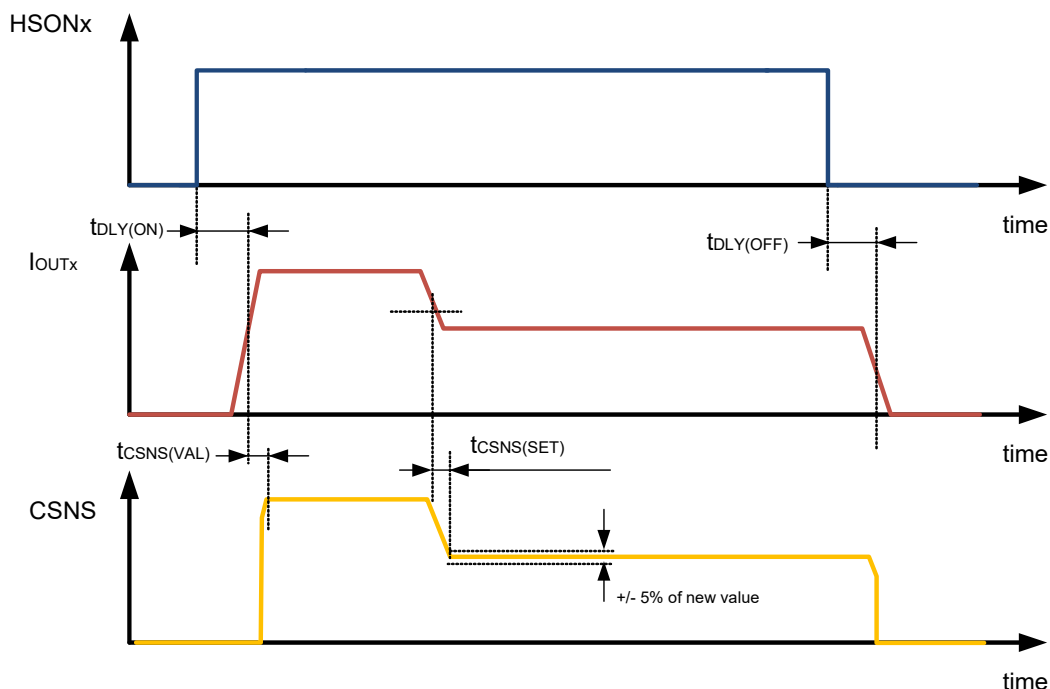 HSONx
time
tDLY(ON)
tDLY(OFF)
IOUTx
time
tCSNS(VAL)
tCSNS(SET)
CSNS
+/- 5% of new value
time